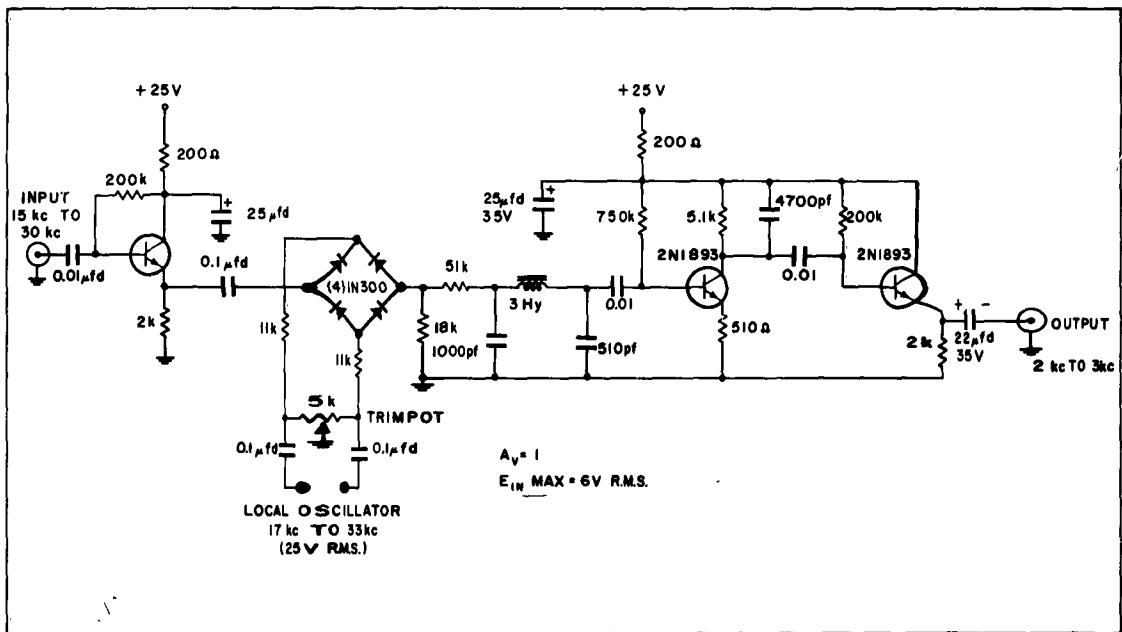 +25V
200Ω
200k
INPUT
15 kc TO
30 kc
0.01µfd
25µfd
0.1µfd
2k
(4)IN300
11k
11k
5k
TRIMPOT
0.1µfd
0.1µfd
LOCAL OSCILLATOR
17 kc TO 33kc
(25V R.M.S.)
51k
18k
1000pf
3 Hy
510pf
0.01
+25V
200Ω
25µfd
35V
750k
5.1k
4700pf
200k
2N1893
0.01
2N1893
510Ω
2k
+ -
22µfd
35V
OUTPUT
2 kc TO 3kc
AV= 1
EIN MAX = 6V R.M.S.